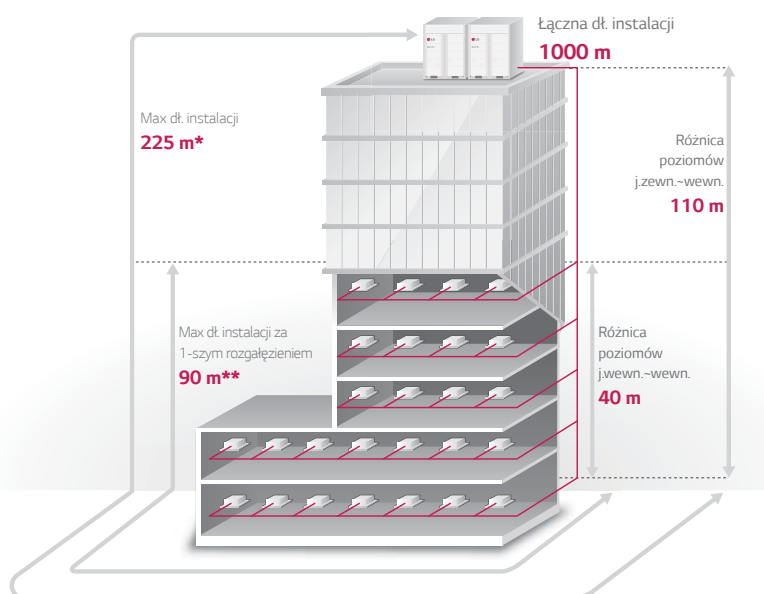 Łączna dł. instalacji
1000 m
Max dł. instalacji
225 m*
Różnica
poziomów
j.zewn.~wewn.
110 m
Max dł. instalacji za
1-szym rozgałęzieniem
90 m**
Różnica
poziomów
j.wewn.~wewn.
40 m